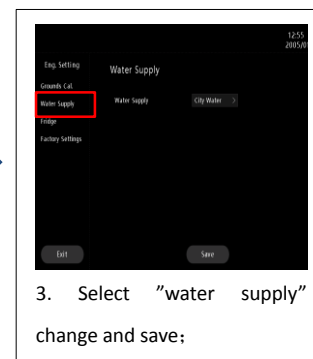 12:55
2005/01
Eng. Setting
Water Supply
Grounds Cal.
Water Supply
Water Supply
City Water >
Fridge
Factory Settings
Exit
Save
3. Select ”water supply”
change and save;